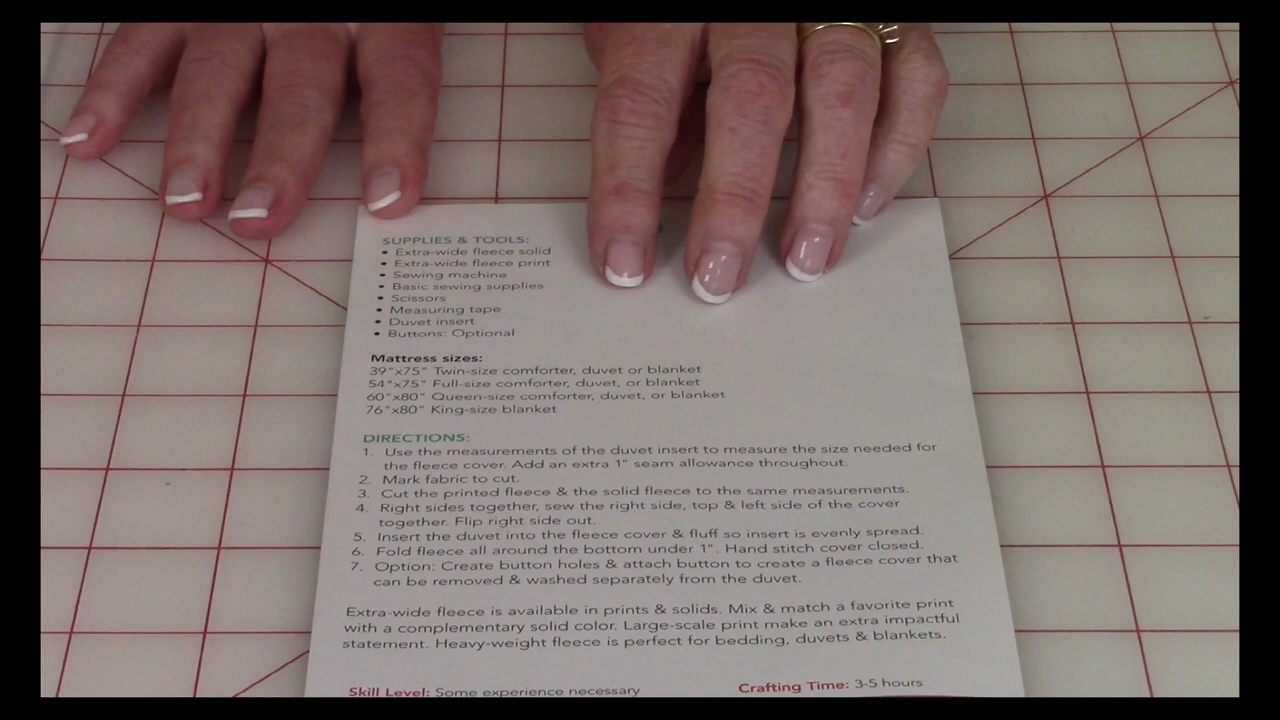 SUPPLIES & TOOLS:
• Extra-wide fleece solid
• Extra-wide fleece print
• Sewing machine
• Basic sewing supplies
• Scissors
• Measuring tape
• Duvet insert
• Buttons: Optional
Mattress sizes:
39"x75" Twin-size comforter, duvet or blanket
54"x75" Full-size comforter, duvet, or blanket
60"x80" Queen-size comforter, duvet, or blanket
76"x80" King-size blanket
DIRECTIONS:
1. Use the measurements of the duvet insert to measure the size needed for
the fleece cover. Add an extra 1" seam allowance throughout.
2. Mark fabric to cut.
3. Cut the printed fleece & the solid fleece to the same measurements.
4. Right sides together, sew the right side, top & left side of the cover
together. Flip right side out.
5. Insert the duvet into the fleece cover & fluff so insert is evenly spread.
6. Fold fleece all around the bottom under 1". Hand stitch cover closed.
7. Option: Create button holes & attach button to create a fleece cover that
can be removed & washed separately from the duvet.
Extra-wide fleece is available in prints & solids. Mix & match a favorite print
with a complementary solid color. Large-scale print make an extra impactful
statement. Heavy-weight fleece is perfect for bedding, duvets & blankets.
Skill Level: Some experience necessary Crafting Time: 3-5 hours